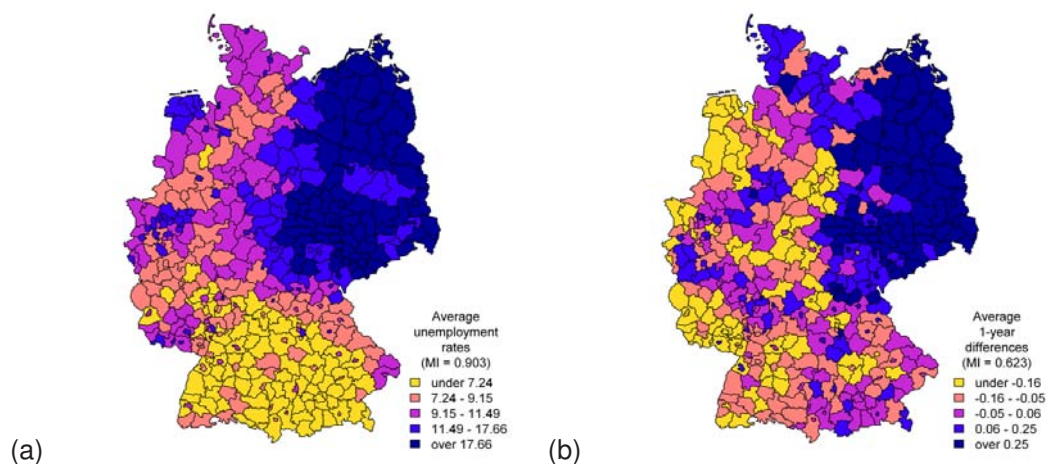 Average
unemployment
rates
(MI = 0.903)
under 7.24
7.24 - 9.15
9.15 - 11.49
11.49 - 17.66
over 17.66
(a)
Average
1-year
differences
(MI = 0.623)
under -0.16
-0.16 - -0.05
-0.05 - 0.06
0.06 - 0.25
over 0.25
(b)